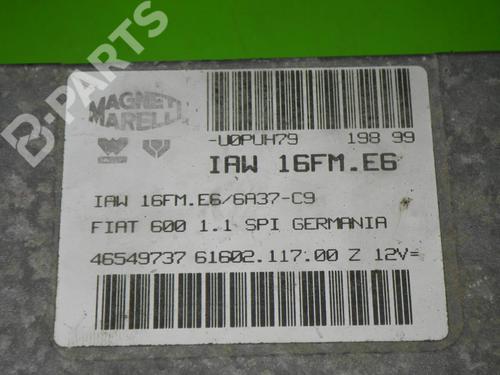 B-PARTS
MAGNETI
MARELLI
-U0PUH79 198 99
IAW 16FM.E6
IAW 16FM.E6/6A37-C9
FIAT 600 1.1 SPI GERMANIA
46549737 61602.117.00 Z 12V=